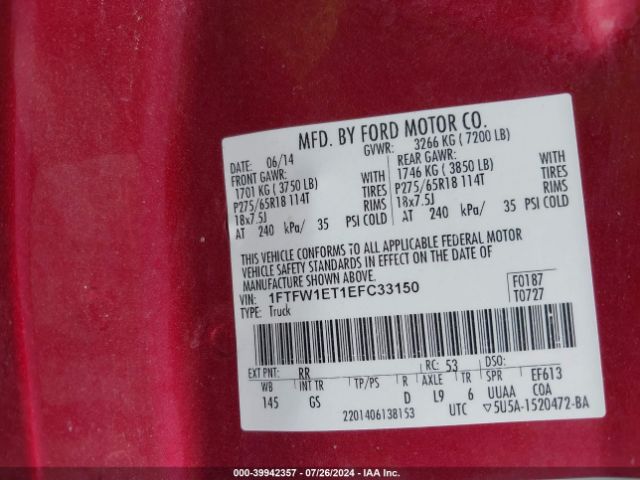 MFD. BY FORD MOTOR CO.
DATE: 06/14 GVWR: 3266 KG ( 7200 LB)
FRONT GAWR: REAR GAWR:
1701 KG ( 3750 LB) WITH 1746 KG ( 3850 LB) WITH
P275/65R18 114T TIRES P275/65R18 114T TIRES
18x7.5J RIMS 18x7.5J RIMS
AT 240 kPa/ 35 PSI COLD AT 240 kPa/ 35 PSI COLD
THIS VEHICLE CONFORMS TO ALL APPLICABLE FEDERAL MOTOR
VEHICLE SAFETY STANDARDS IN EFFECT ON THE DATE OF
MANUFACTURE SHOWN ABOVE.
VIN: 1FTFW1ET1EFC33150 F0187
TYPE: Truck T0727
EXT PNT: RR RC: 53 DSO:
WB INT TR TP/PS R AXLE TR SPR EF613
145 GS D L9 6 UUAA COA
2201406138153 UTC ▽5U5A-1520472-BA
000-39942357 / 07/26/2024 - IAA Inc.